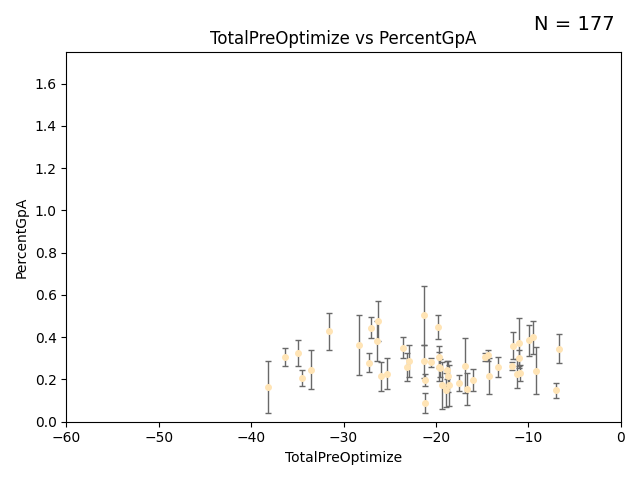 N = 177
TotalPreOptimize vs PercentGpA
1.6
1.4
1.2
1.0
0.8
0.6
0.4
0.2
0.0
PercentGpA
−60 −50 −40 −30 −20 −10 0
TotalPreOptimize